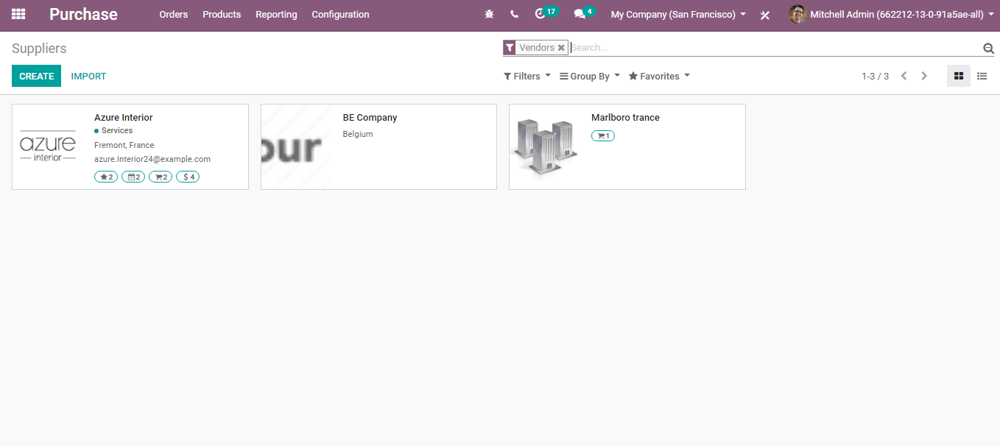 Purchase Orders Products Reporting Configuration 17 4 My Company (San Francisco) Mitchell Admin (662212-13-0-91a5ae-all)
Suppliers
Vendors Search...
CREATE IMPORT
Filters Group By Favorites 1-3 / 3
azure
interior
Azure Interior
Services
Fremont, France
azure.Interior24@example.com
2 2 2 $ 4
our
BE Company
Belgium
Marlboro trance
1